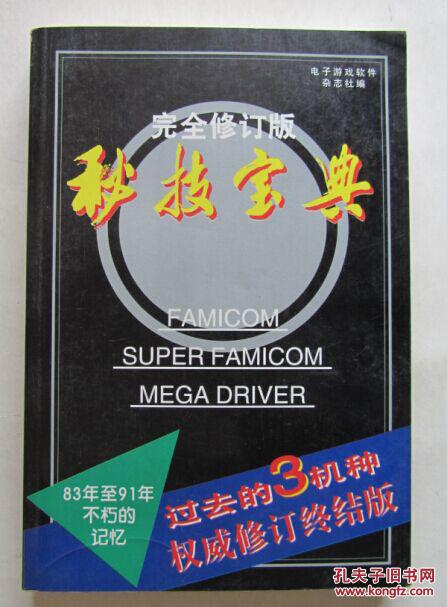 电子游戏软件
杂志社编
完全修订版
秘技宝典
FAMICOM
SUPER FAMICOM
MEGA DRIVER
83年至91年
不朽的
记忆
过去的3机种
权威修订终结版
孔夫子旧书网
www.kongfz.com